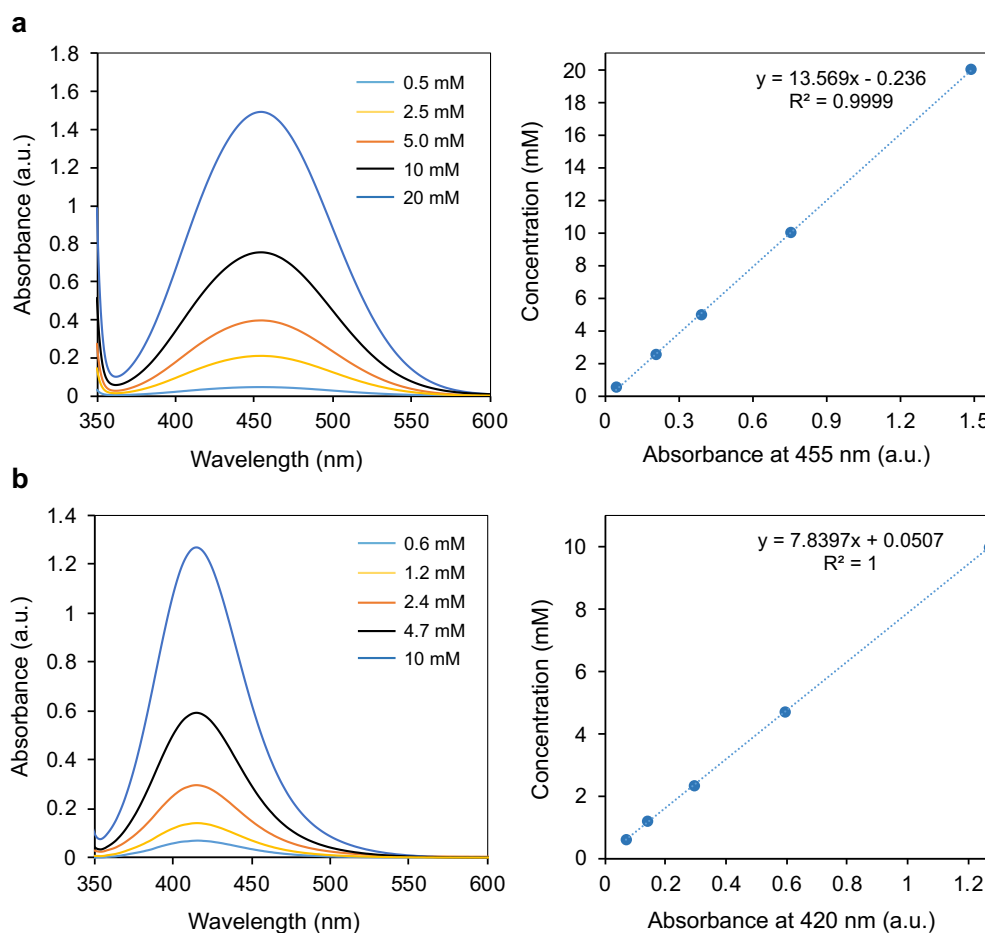 a
1.8
1.6
1.4
1.2
1
0.8
0.6
0.4
0.2
0
350 400 450 500 550 600
Absorbance (a.u.)
Wavelength (nm)
0.5 mM
2.5 mM
5.0 mM
10 mM
20 mM
20
18
16
14
12
10
8
6
4
2
0
0 0.3 0.6 0.9 1.2 1.5
Concentration (mM)
Absorbance at 455 nm (a.u.)
y = 13.569x - 0.236
R² = 0.9999
b
1.4
1.2
1
0.8
0.6
0.4
0.2
0
350 400 450 500 550 600
Absorbance (a.u.)
Wavelength (nm)
0.6 mM
1.2 mM
2.4 mM
4.7 mM
10 mM
10
8
6
4
2
0
0 0.2 0.4 0.6 0.8 1 1.2
Concentration (mM)
Absorbance at 420 nm (a.u.)
y = 7.8397x + 0.0507
R² = 1